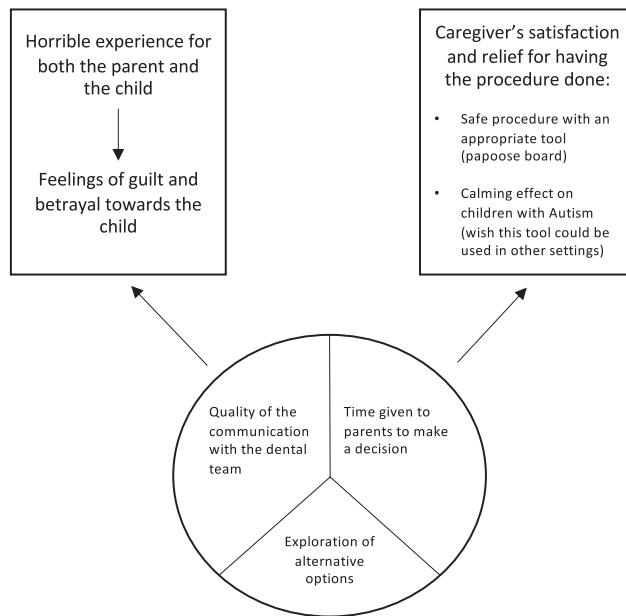 Horrible experience for
both the parent and
the child
Feelings of guilt and
betrayal towards the
child
Caregiver’s satisfaction
and relief for having
the procedure done:
• Safe procedure with an
appropriate tool
(papoose board)
• Calming effect on
children with Autism
(wish this tool could be
used in other settings)
Quality of the
communication
with the dental
team
Time given to
parents to make
a decision
Exploration of
alternative
options